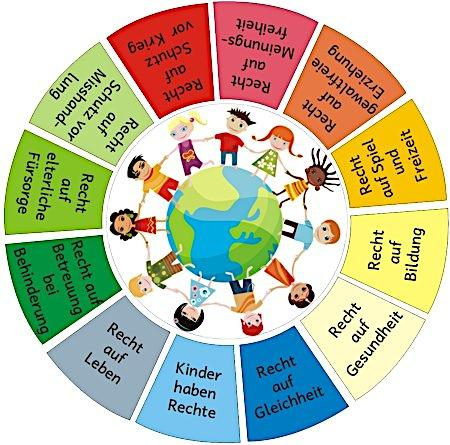 Recht
auf
Meinungs-
freiheit
Recht
auf
gewaltfreie
Erziehung
Recht
auf Spiel
und
Freizeit
Recht
auf
Bildung
Recht
auf
Gesundheit
Recht
auf
Gleichheit
Kinder
haben
Rechte
Recht
auf
Leben
Recht auf
Betreuung
bei
Behinderung
Recht
auf
elterliche
Fürsorge
Recht
auf
Schutz vor
Misshand-
lung
Recht
auf
Schutz
vor Krieg